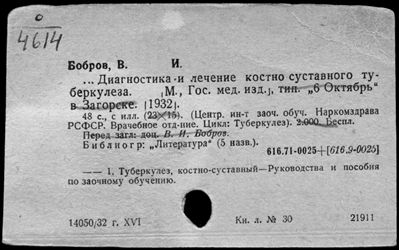 0
4614
Бобров, В. И.
... Диагностика и лечение костно суставного ту-
беркулеза. [М., Гос. мед. изд.], тип. „6 Октябрь"
в Загорске. [1932].
48 с., с илл. (23×15). (Центр. ин-т заоч. обуч. Наркомздрава
РСФСР. Врачебное отд-ние. Цикл: Туберкулез). 2.000. Беспл.
Перед загл: доц. В. И. Бобров.
Библиогр: „Литература" (5 назв.).
616.71-0025+[616.9-0025]
—— 1, Туберкулез, костно-суставный—Руководства и пособия
по заочному обучению.
14050/32 г. XVI Кн. л. № 30 21911